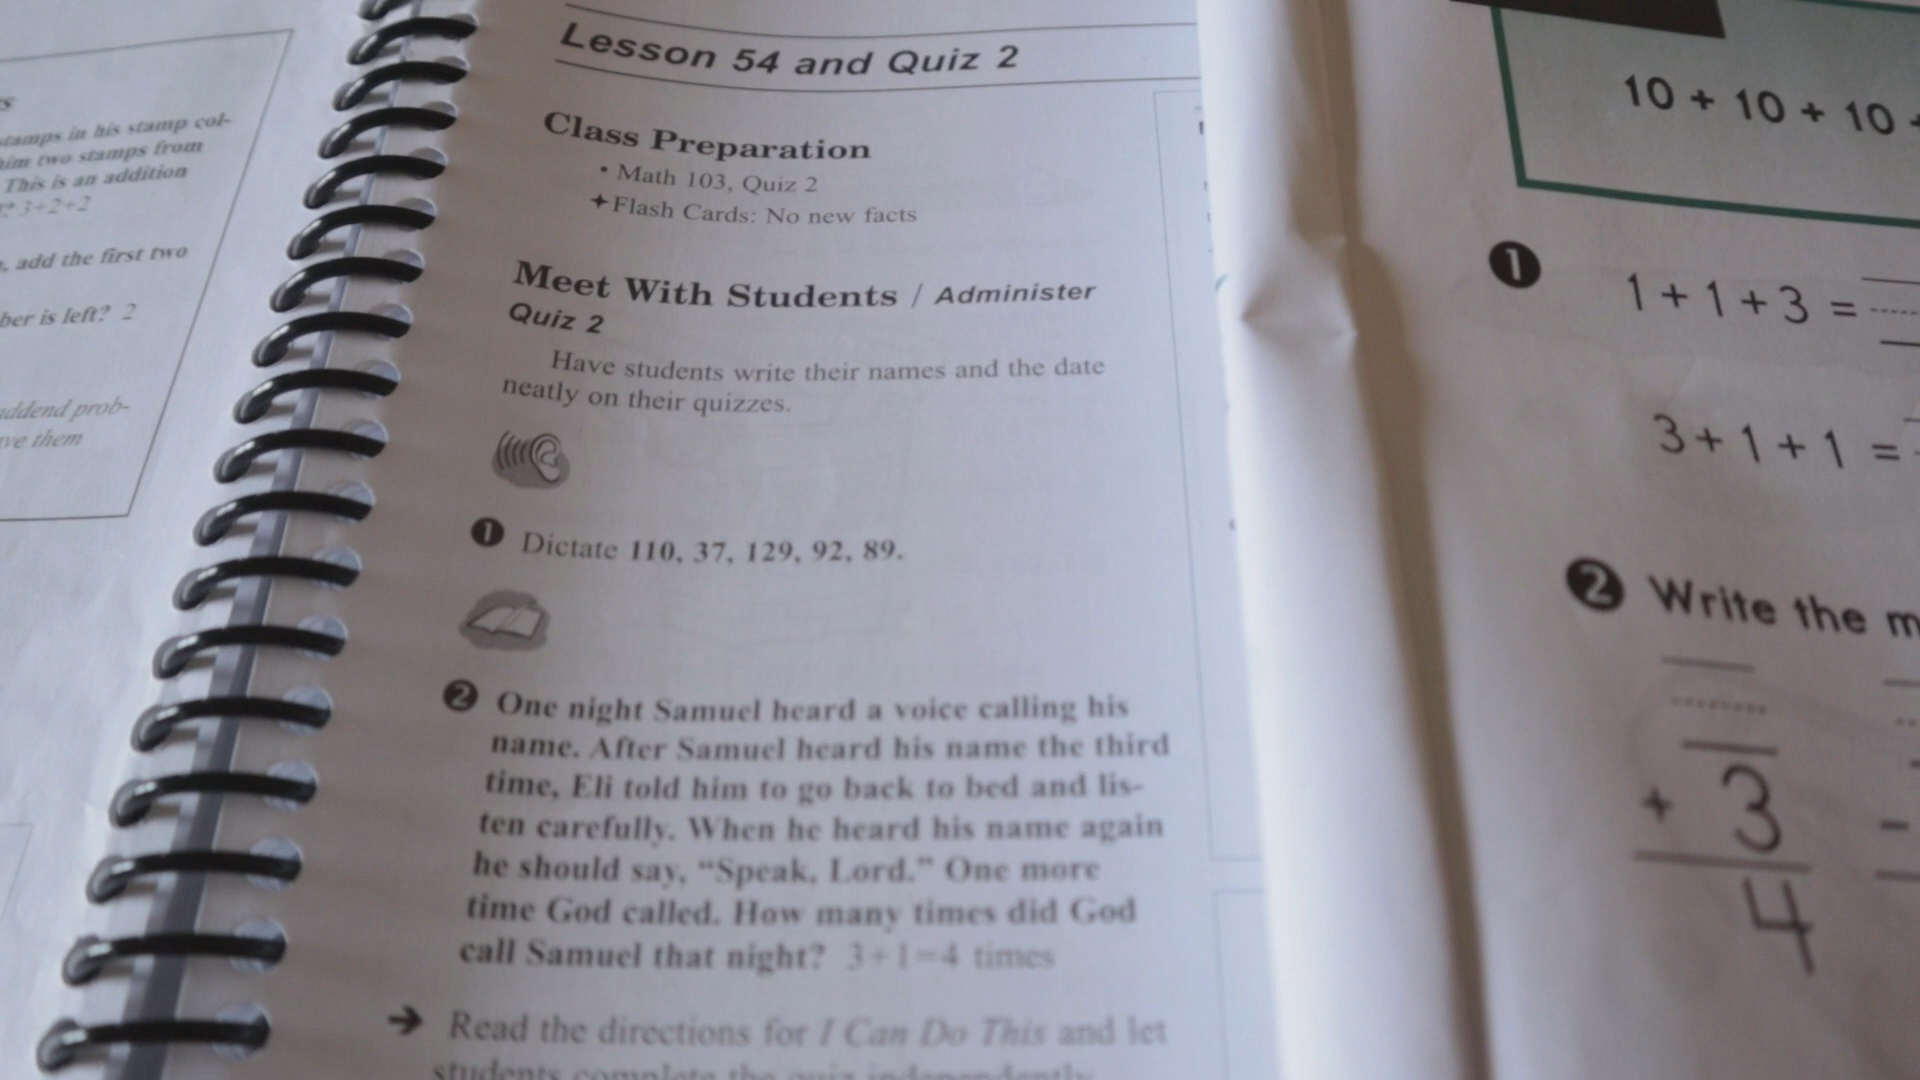 s
stamps in his stamp col-
him two stamps from
This is an addition
? 3+2+2
, add the first two
ber is left? 2
addend prob-
ve them
Lesson 54 and Quiz 2
Class Preparation
• Math 103, Quiz 2
✦Flash Cards: No new facts
Meet With Students / Administer
Quiz 2
Have students write their names and the date
neatly on their quizzes.
❶ Dictate 110, 37, 129, 92, 89.
❷ One night Samuel heard a voice calling his
name. After Samuel heard his name the third
time, Eli told him to go back to bed and lis-
ten carefully. When he heard his name again
he should say, “Speak, Lord.” One more
time God called. How many times did God
call Samuel that night? 3+1=4 times
➔ Read the directions for I Can Do This and let
students complete the quiz independently.
10 + 10 + 10 +
❶ 1 + 1 + 3 =
3 + 1 + 1 =
❷ Write the m
+ 3
4
-